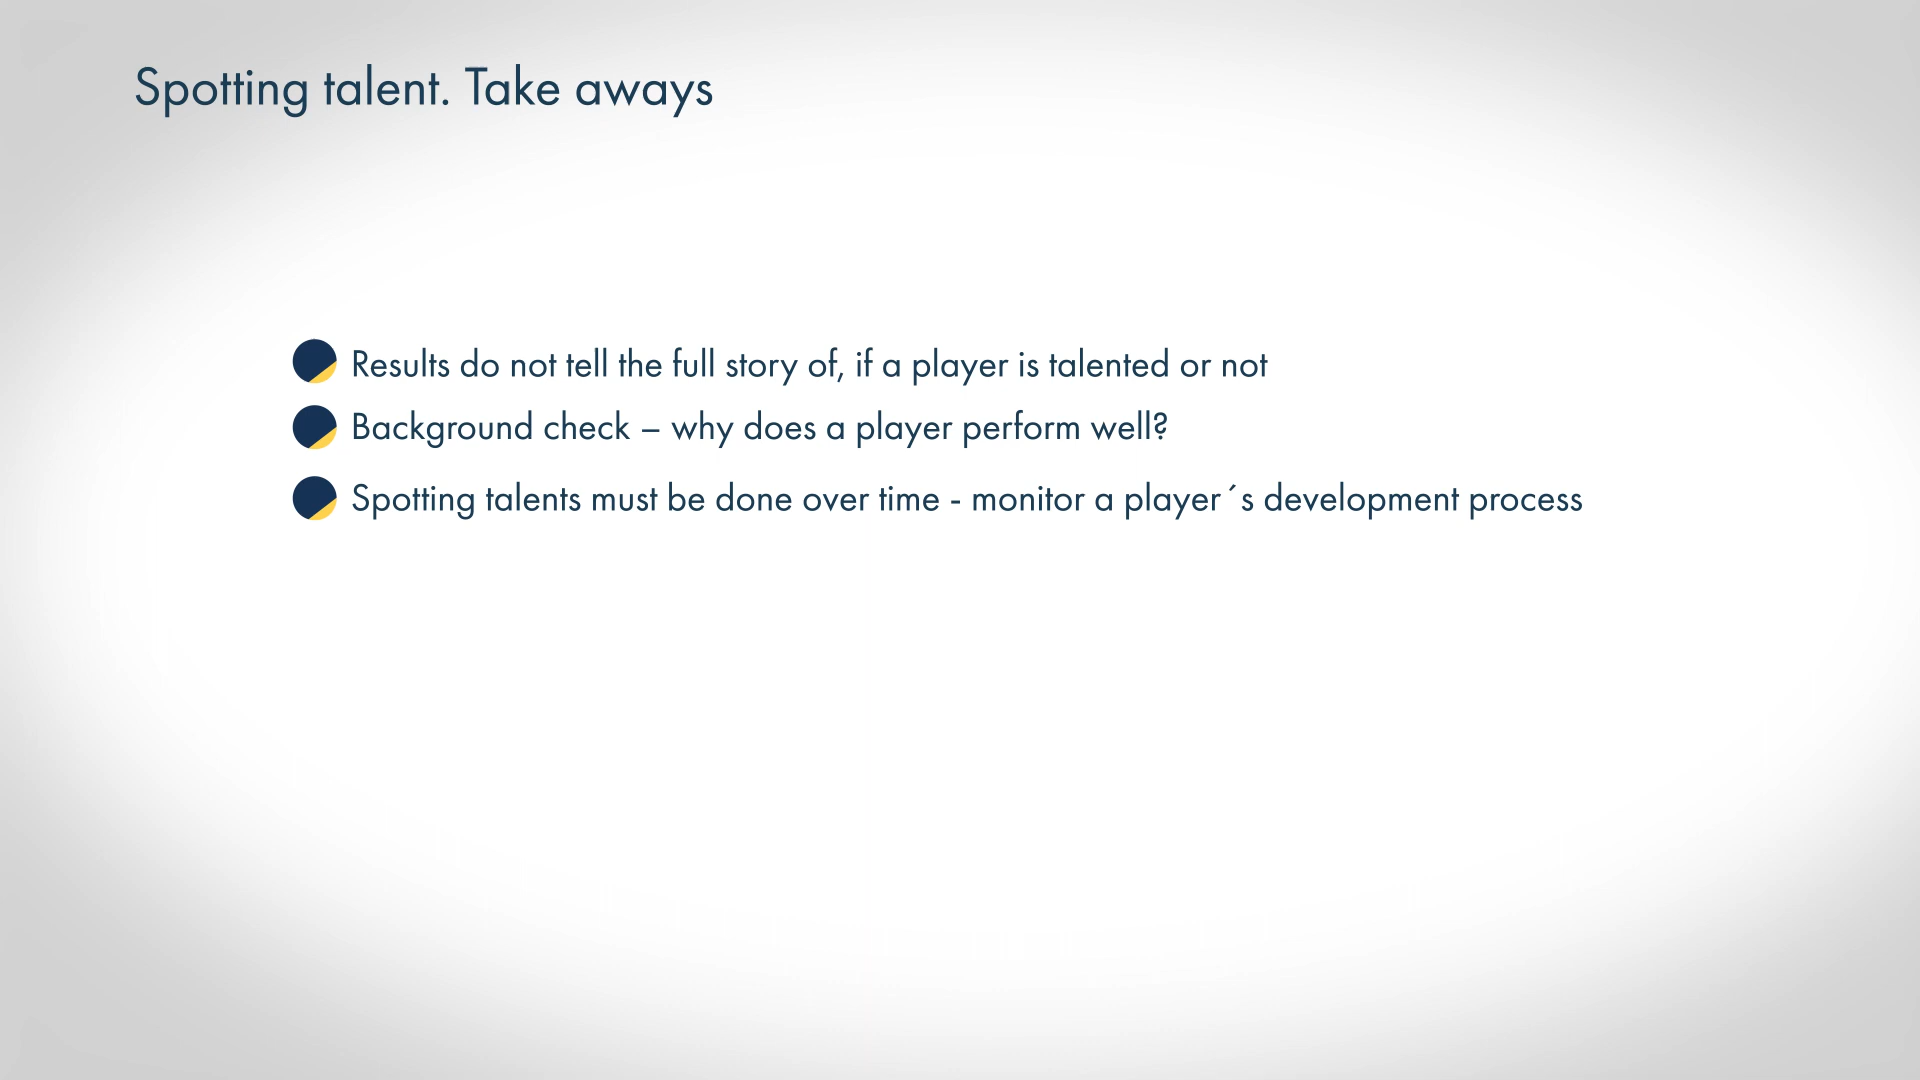 Spotting talent. Take aways
Results do not tell the full story of, if a player is talented or not
Background check – why does a player perform well?
Spotting talents must be done over time - monitor a player´s development process